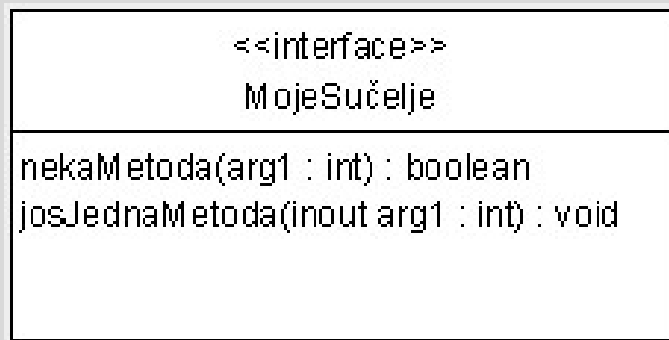 <<interface>>
MojeSučelje
nekaMetoda(arg1 : int) : boolean
josJednaMetoda(inout arg1 : int) : void